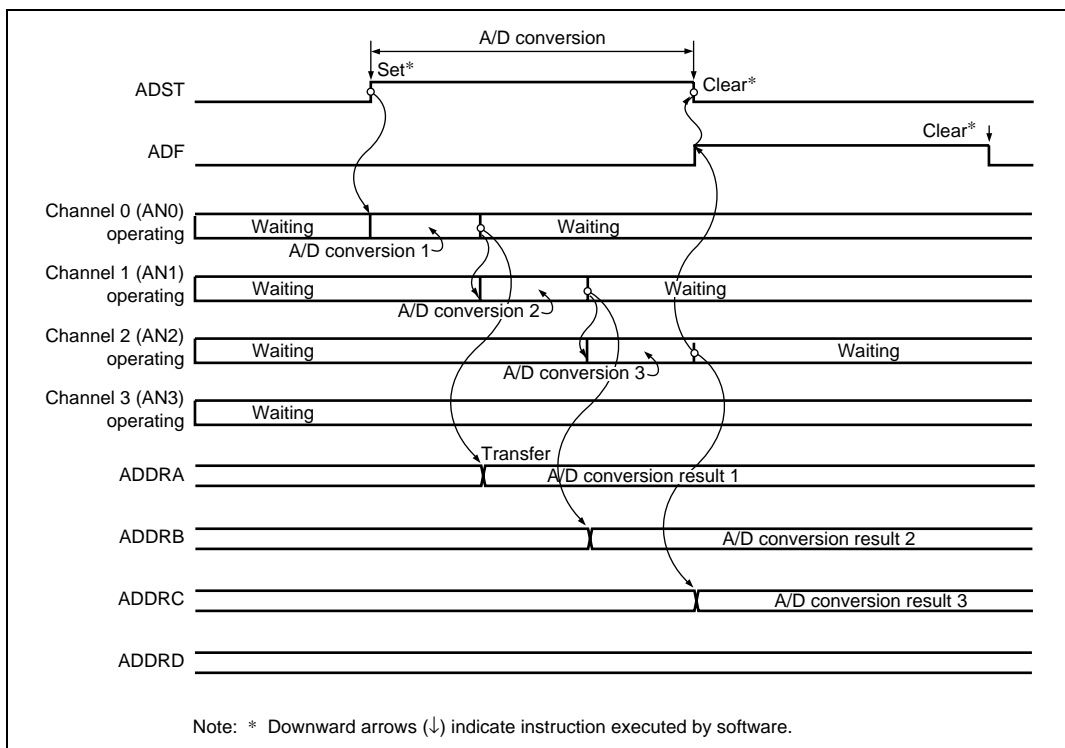 A/D conversion
Set*
ADST
Clear*
Clear*
ADF
Channel 0 (AN0)
operating
Waiting
A/D conversion 1
Waiting
Channel 1 (AN1)
operating
Waiting
A/D conversion 2
Waiting
Channel 2 (AN2)
operating
Waiting
A/D conversion 3
Waiting
Channel 3 (AN3)
operating
Waiting
Transfer
ADDRA
A/D conversion result 1
ADDRB
A/D conversion result 2
ADDRC
A/D conversion result 3
ADDRD
Note: * Downward arrows (↓) indicate instruction executed by software.